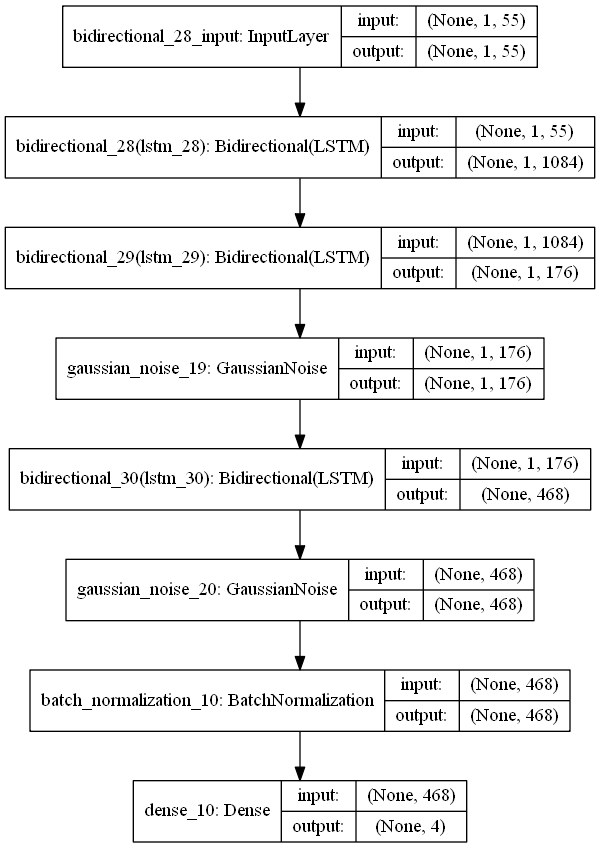 bidirectional_28_input: InputLayer
input: (None, 1, 55)
output: (None, 1, 55)
bidirectional_28(lstm_28): Bidirectional(LSTM)
input: (None, 1, 55)
output: (None, 1, 1084)
bidirectional_29(lstm_29): Bidirectional(LSTM)
input: (None, 1, 1084)
output: (None, 1, 176)
gaussian_noise_19: GaussianNoise
input: (None, 1, 176)
output: (None, 1, 176)
bidirectional_30(lstm_30): Bidirectional(LSTM)
input: (None, 1, 176)
output: (None, 468)
gaussian_noise_20: GaussianNoise
input: (None, 468)
output: (None, 468)
batch_normalization_10: BatchNormalization
input: (None, 468)
output: (None, 468)
dense_10: Dense
input: (None, 468)
output: (None, 4)